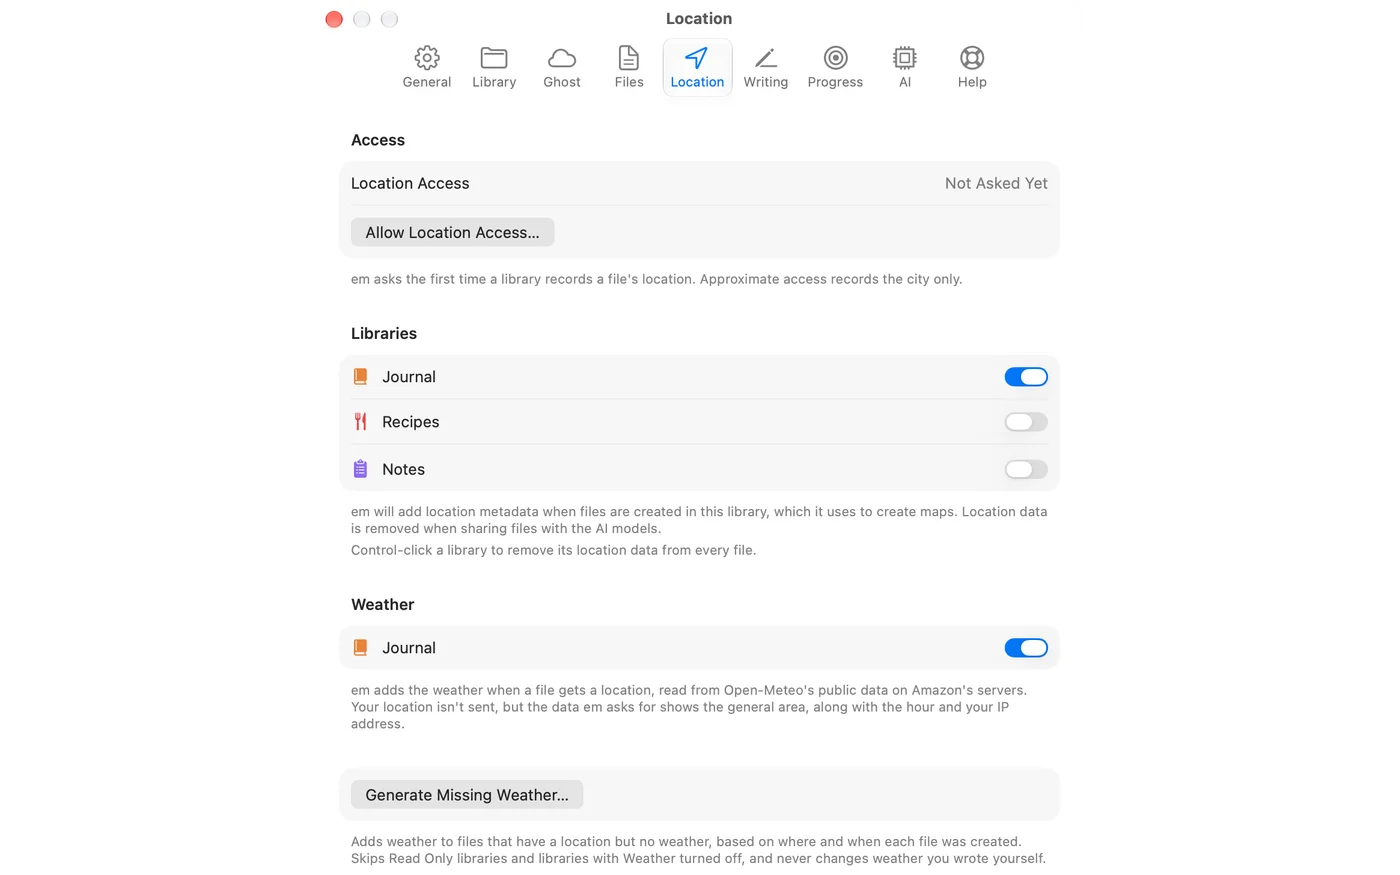 Location
General
Library
Ghost
Files
Location
Writing
Progress
AI
Help
Access
Location Access
Not Asked Yet
Allow Location Access...
em asks the first time a library records a file's location. Approximate access records the city only.
Libraries
Journal
Recipes
Notes
em will add location metadata when files are created in this library, which it uses to create maps. Location data
is removed when sharing files with the AI models.
Control-click a library to remove its location data from every file.
Weather
Journal
em adds the weather when a file gets a location, read from Open-Meteo's public data on Amazon's servers.
Your location isn't sent, but the data em asks for shows the general area, along with the hour and your IP
address.
Generate Missing Weather...
Adds weather to files that have a location but no weather, based on where and when each file was created.
Skips Read Only libraries and libraries with Weather turned off, and never changes weather you wrote yourself.